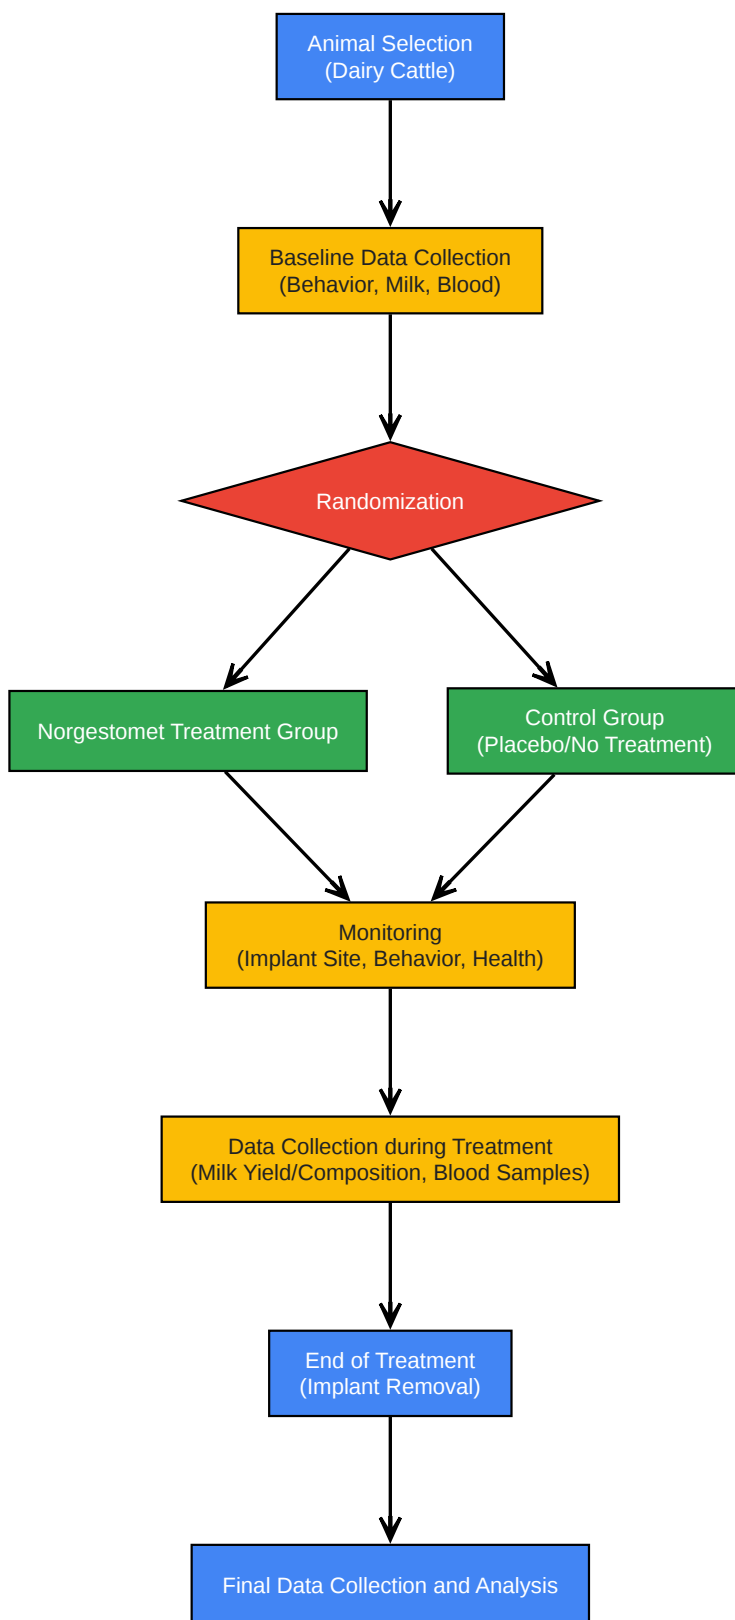 Animal Selection
(Dairy Cattle)
Baseline Data Collection
(Behavior, Milk, Blood)
Randomization
Norgestomet Treatment Group
Control Group
(Placebo/No Treatment)
Monitoring
(Implant Site, Behavior, Health)
Data Collection during Treatment
(Milk Yield/Composition, Blood Samples)
End of Treatment
(Implant Removal)
Final Data Collection and Analysis